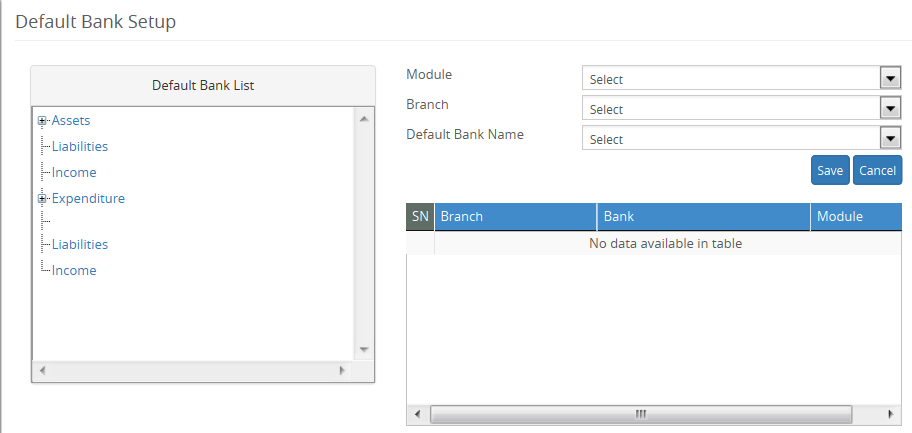 Default Bank Setup
Default Bank List
Assets
Liabilities
Income
Expenditure
Liabilities
Income
Module Select
Branch Select
Default Bank Name Select
Save Cancel
SN Branch Bank Module
No data available in table